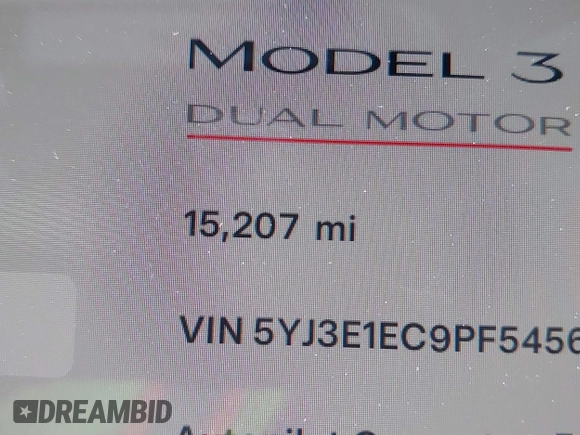 MODEL 3
DUAL MOTOR
15,207 mi
VIN 5YJ3E1EC9PF5456
DREAMBID